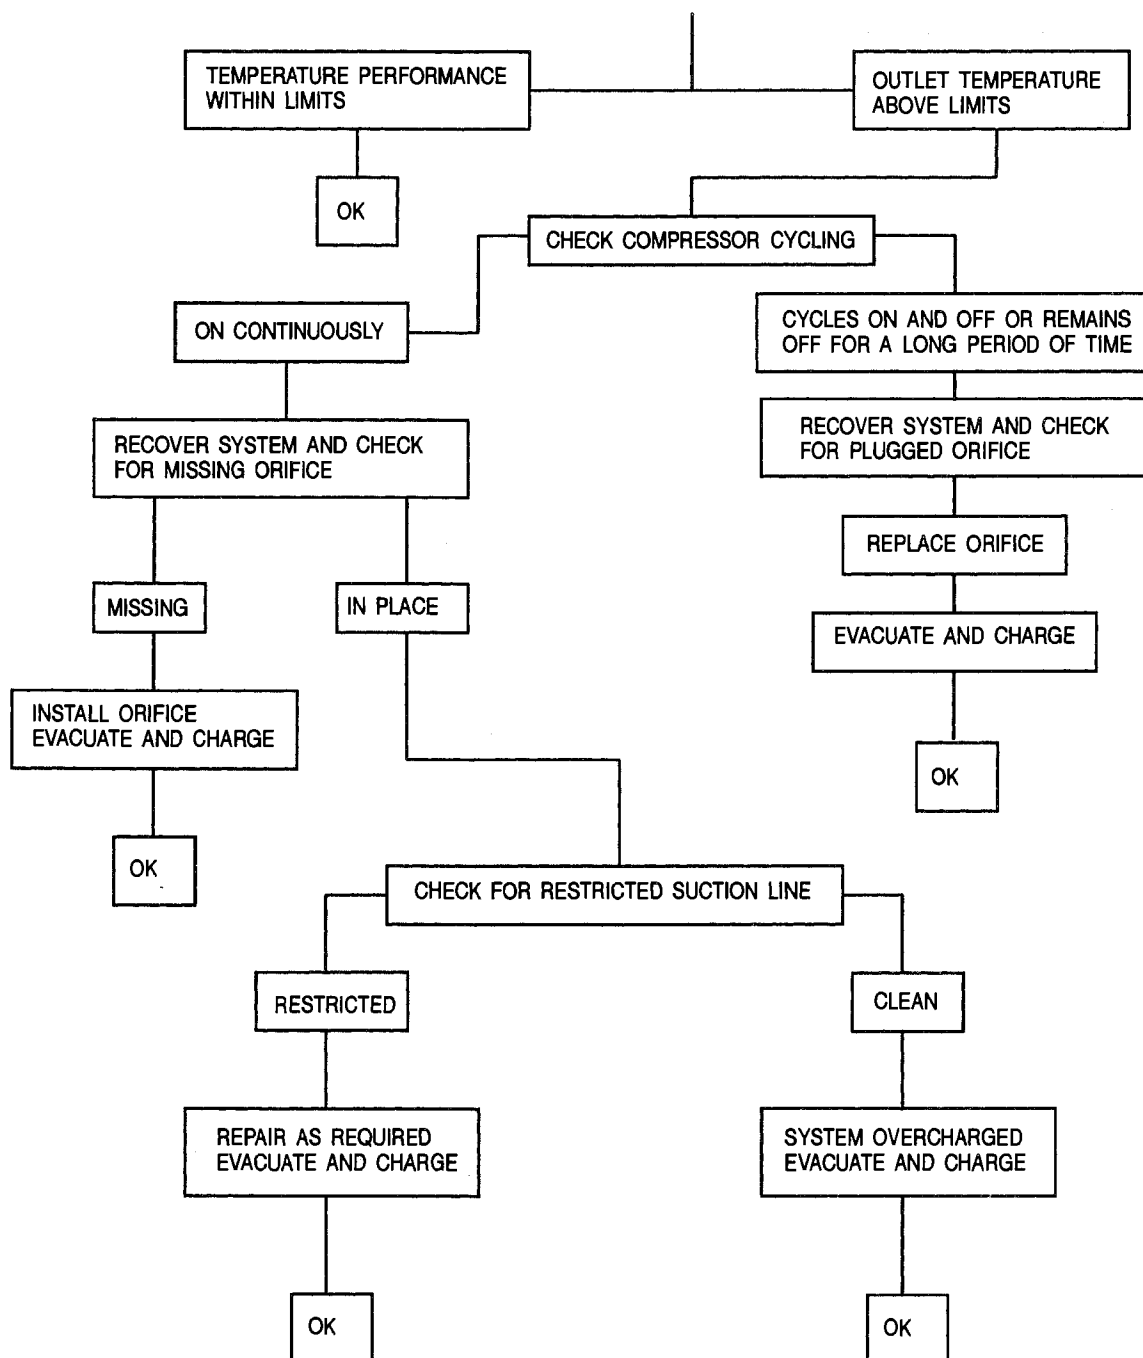 TEMPERATURE PERFORMANCE
WITHIN LIMITS
OUTLET TEMPERATURE
ABOVE LIMITS
OK
CHECK COMPRESSOR CYCLING
ON CONTINUOUSLY
CYCLES ON AND OFF OR REMAINS
OFF FOR A LONG PERIOD OF TIME
RECOVER SYSTEM AND CHECK
FOR MISSING ORIFICE
RECOVER SYSTEM AND CHECK
FOR PLUGGED ORIFICE
REPLACE ORIFICE
MISSING
IN PLACE
EVACUATE AND CHARGE
INSTALL ORIFICE
EVACUATE AND CHARGE
OK
OK
CHECK FOR RESTRICTED SUCTION LINE
RESTRICTED
CLEAN
REPAIR AS REQUIRED
EVACUATE AND CHARGE
SYSTEM OVERCHARGED
EVACUATE AND CHARGE
OK
OK